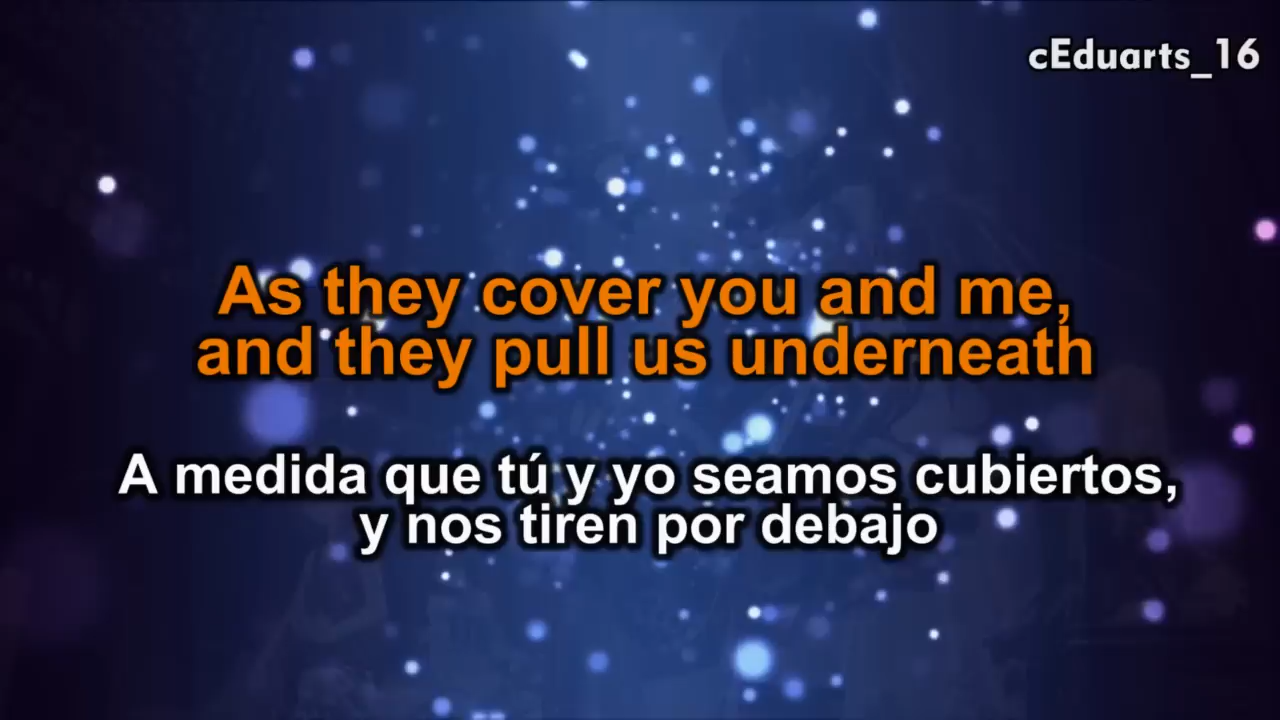 cEduarts_16
As they cover you and me,
and they pull us underneath
A medida que tú y yo seamos cubiertos,
y nos tiren por debajo